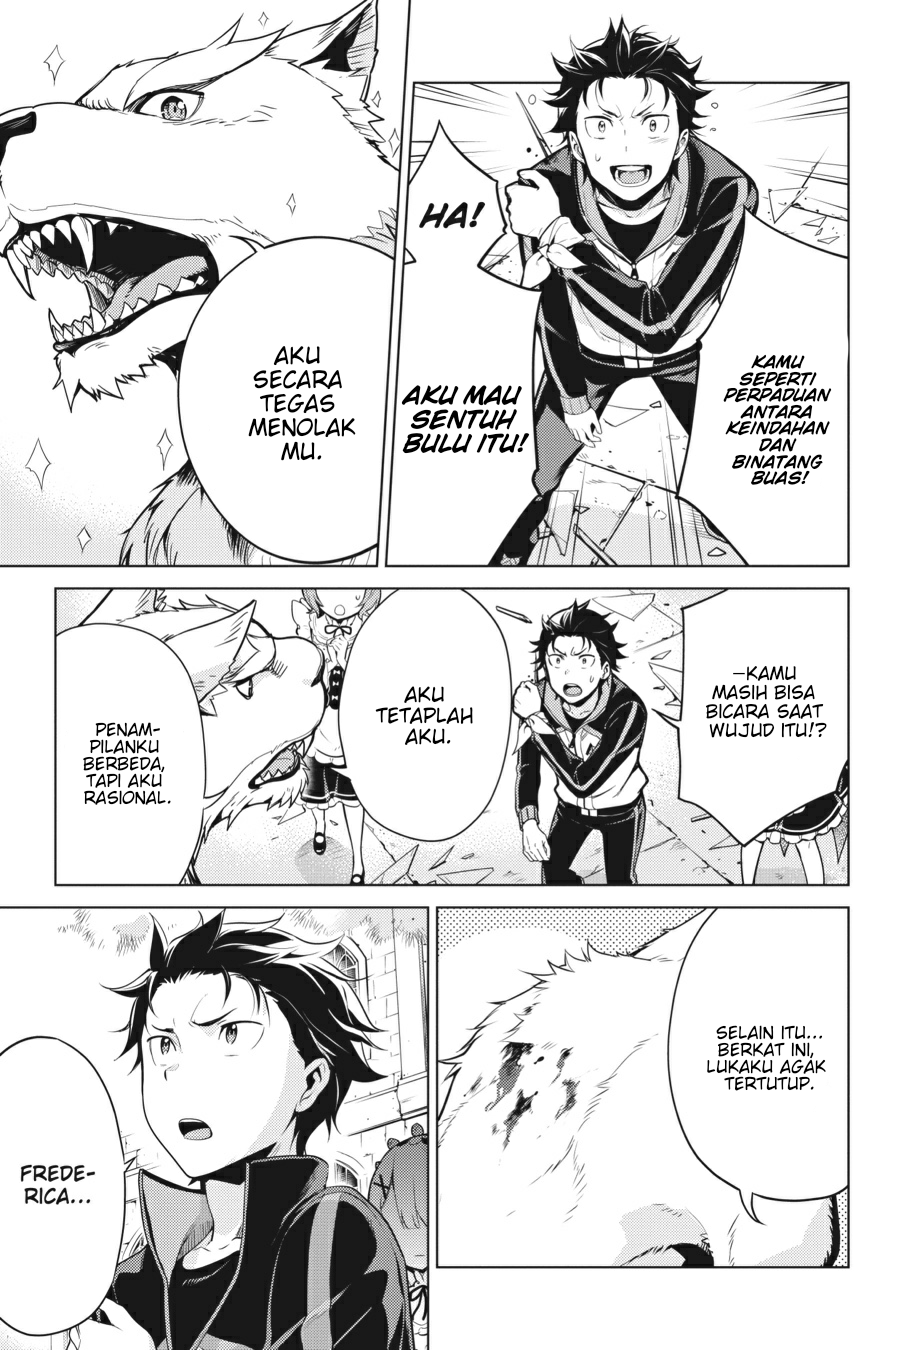 HA!
KAMU
SEPERTI
PERPADUAN
ANTARA
KEINDAHAN
DAN
BINATANG
BUAS!
AKU MAU
SENTUH
BULU ITU!
AKU
SECARA
TEGAS
MENOLAK
MU.
–KAMU
MASIH BISA
BICARA SAAT
WUJUD ITU!?
AKU
TETAPLAH
AKU.
PENAM-
PILANKU
BERBEDA,
TAPI AKU
RASIONAL.
SELAIN ITU...
BERKAT INI,
LUKAKU AGAK
TERTUTUP.
FREDE-
RICA...